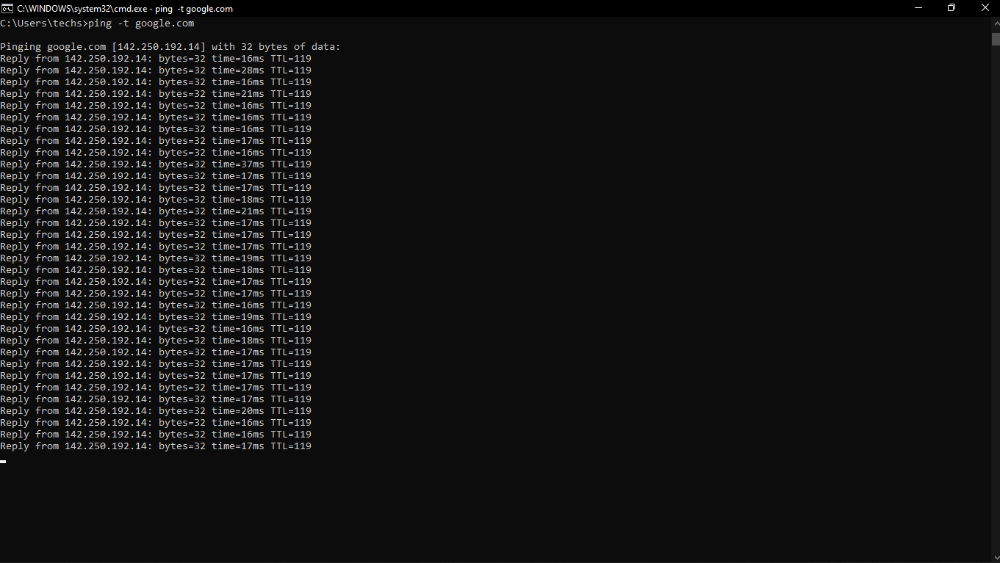 C:\WINDOWS\system32\cmd.exe - ping  -t google.com
C:\Users\techs>ping -t google.com
Pinging google.com [142.250.192.14] with 32 bytes of data:
Reply from 142.250.192.14: bytes=32 time=16ms TTL=119
Reply from 142.250.192.14: bytes=32 time=28ms TTL=119
Reply from 142.250.192.14: bytes=32 time=16ms TTL=119
Reply from 142.250.192.14: bytes=32 time=21ms TTL=119
Reply from 142.250.192.14: bytes=32 time=16ms TTL=119
Reply from 142.250.192.14: bytes=32 time=16ms TTL=119
Reply from 142.250.192.14: bytes=32 time=16ms TTL=119
Reply from 142.250.192.14: bytes=32 time=17ms TTL=119
Reply from 142.250.192.14: bytes=32 time=16ms TTL=119
Reply from 142.250.192.14: bytes=32 time=37ms TTL=119
Reply from 142.250.192.14: bytes=32 time=17ms TTL=119
Reply from 142.250.192.14: bytes=32 time=17ms TTL=119
Reply from 142.250.192.14: bytes=32 time=18ms TTL=119
Reply from 142.250.192.14: bytes=32 time=21ms TTL=119
Reply from 142.250.192.14: bytes=32 time=17ms TTL=119
Reply from 142.250.192.14: bytes=32 time=17ms TTL=119
Reply from 142.250.192.14: bytes=32 time=17ms TTL=119
Reply from 142.250.192.14: bytes=32 time=19ms TTL=119
Reply from 142.250.192.14: bytes=32 time=18ms TTL=119
Reply from 142.250.192.14: bytes=32 time=17ms TTL=119
Reply from 142.250.192.14: bytes=32 time=17ms TTL=119
Reply from 142.250.192.14: bytes=32 time=16ms TTL=119
Reply from 142.250.192.14: bytes=32 time=19ms TTL=119
Reply from 142.250.192.14: bytes=32 time=16ms TTL=119
Reply from 142.250.192.14: bytes=32 time=18ms TTL=119
Reply from 142.250.192.14: bytes=32 time=17ms TTL=119
Reply from 142.250.192.14: bytes=32 time=17ms TTL=119
Reply from 142.250.192.14: bytes=32 time=17ms TTL=119
Reply from 142.250.192.14: bytes=32 time=17ms TTL=119
Reply from 142.250.192.14: bytes=32 time=17ms TTL=119
Reply from 142.250.192.14: bytes=32 time=20ms TTL=119
Reply from 142.250.192.14: bytes=32 time=16ms TTL=119
Reply from 142.250.192.14: bytes=32 time=16ms TTL=119
Reply from 142.250.192.14: bytes=32 time=17ms TTL=119